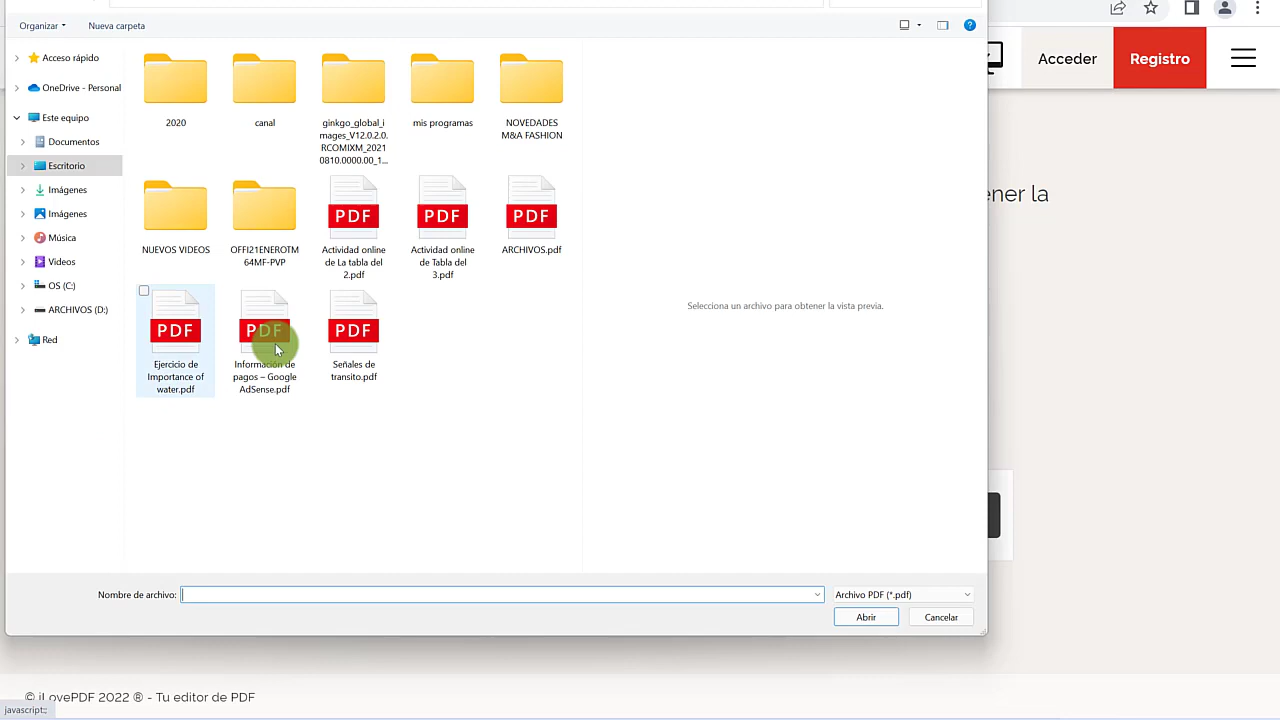 Organizar
Nueva carpeta
Acceso rápido
OneDrive - Personal
Este equipo
Documentos
Escritorio
Imágenes
Imágenes
Música
Videos
OS (C:)
ARCHIVOS (D:)
Red
2020
canal
ginkgo_global_i
mages_V12.0.2.0.
RCOMIXM_2021
0810.0000.00_1...
mis programas
NOVEDADES
M&A FASHION
NUEVOS VIDEOS
OFFI21ENEROTM
64MF-PVP
PDF
Actividad online
de La tabla del
2.pdf
PDF
Actividad online
de Tabla del
3.pdf
PDF
ARCHIVOS.pdf
PDF
Ejercicio de
Importance of
water.pdf
PDF
Información de
pagos – Google
AdSense.pdf
PDF
Señales de
transito.pdf
Selecciona un archivo para obtener la vista previa.
Nombre de archivo:
Archivo PDF (*.pdf)
Abrir
Cancelar
Acceder
Registro
ener la
© iLovePDF 2022 ® - Tu editor de PDF
javascript:;